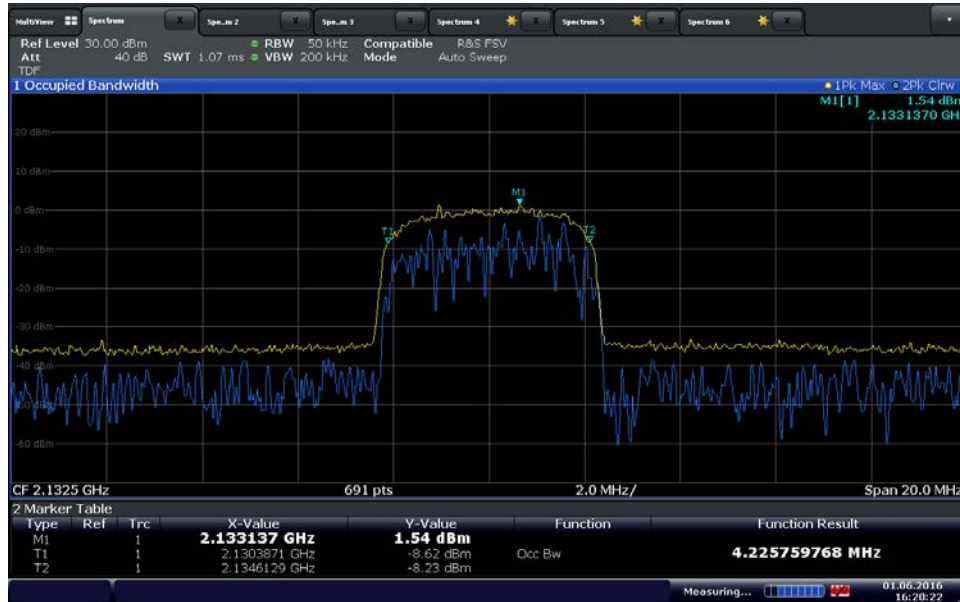 MultiView Spectrum X Spe...m 2 X Spe...m 3 X Spectrum 4 X Spectrum 5 X Spectrum 6 X
Ref Level 30.00 dBm RBW 50 kHz Compatible R&S FSV
Att 40 dB SWT 1.07 ms VBW 200 kHz Mode Auto Sweep
TDF
1 Occupied Bandwidth 1Pk Max 2Pk Clrw
M1[1] 1.54 dBm
2.1331370 GH
20 dBm
10 dBm
M1
0 dBm
T1 T2
-10 dBm
-20 dBm
-30 dBm
-40 dBm
-60 dBm
CF 2.1325 GHz 691 pts 2.0 MHz/ Span 20.0 MHz
2 Marker Table
Type Ref Trc X-Value Y-Value Function Function Result
M1 1 2.133137 GHz 1.54 dBm
T1 1 2.1303871 GHz -8.62 dBm Occ Bw 4.225759768 MHz
T2 1 2.1346129 GHz -8.23 dBm
Measuring... 01.06.2016
16:20:22